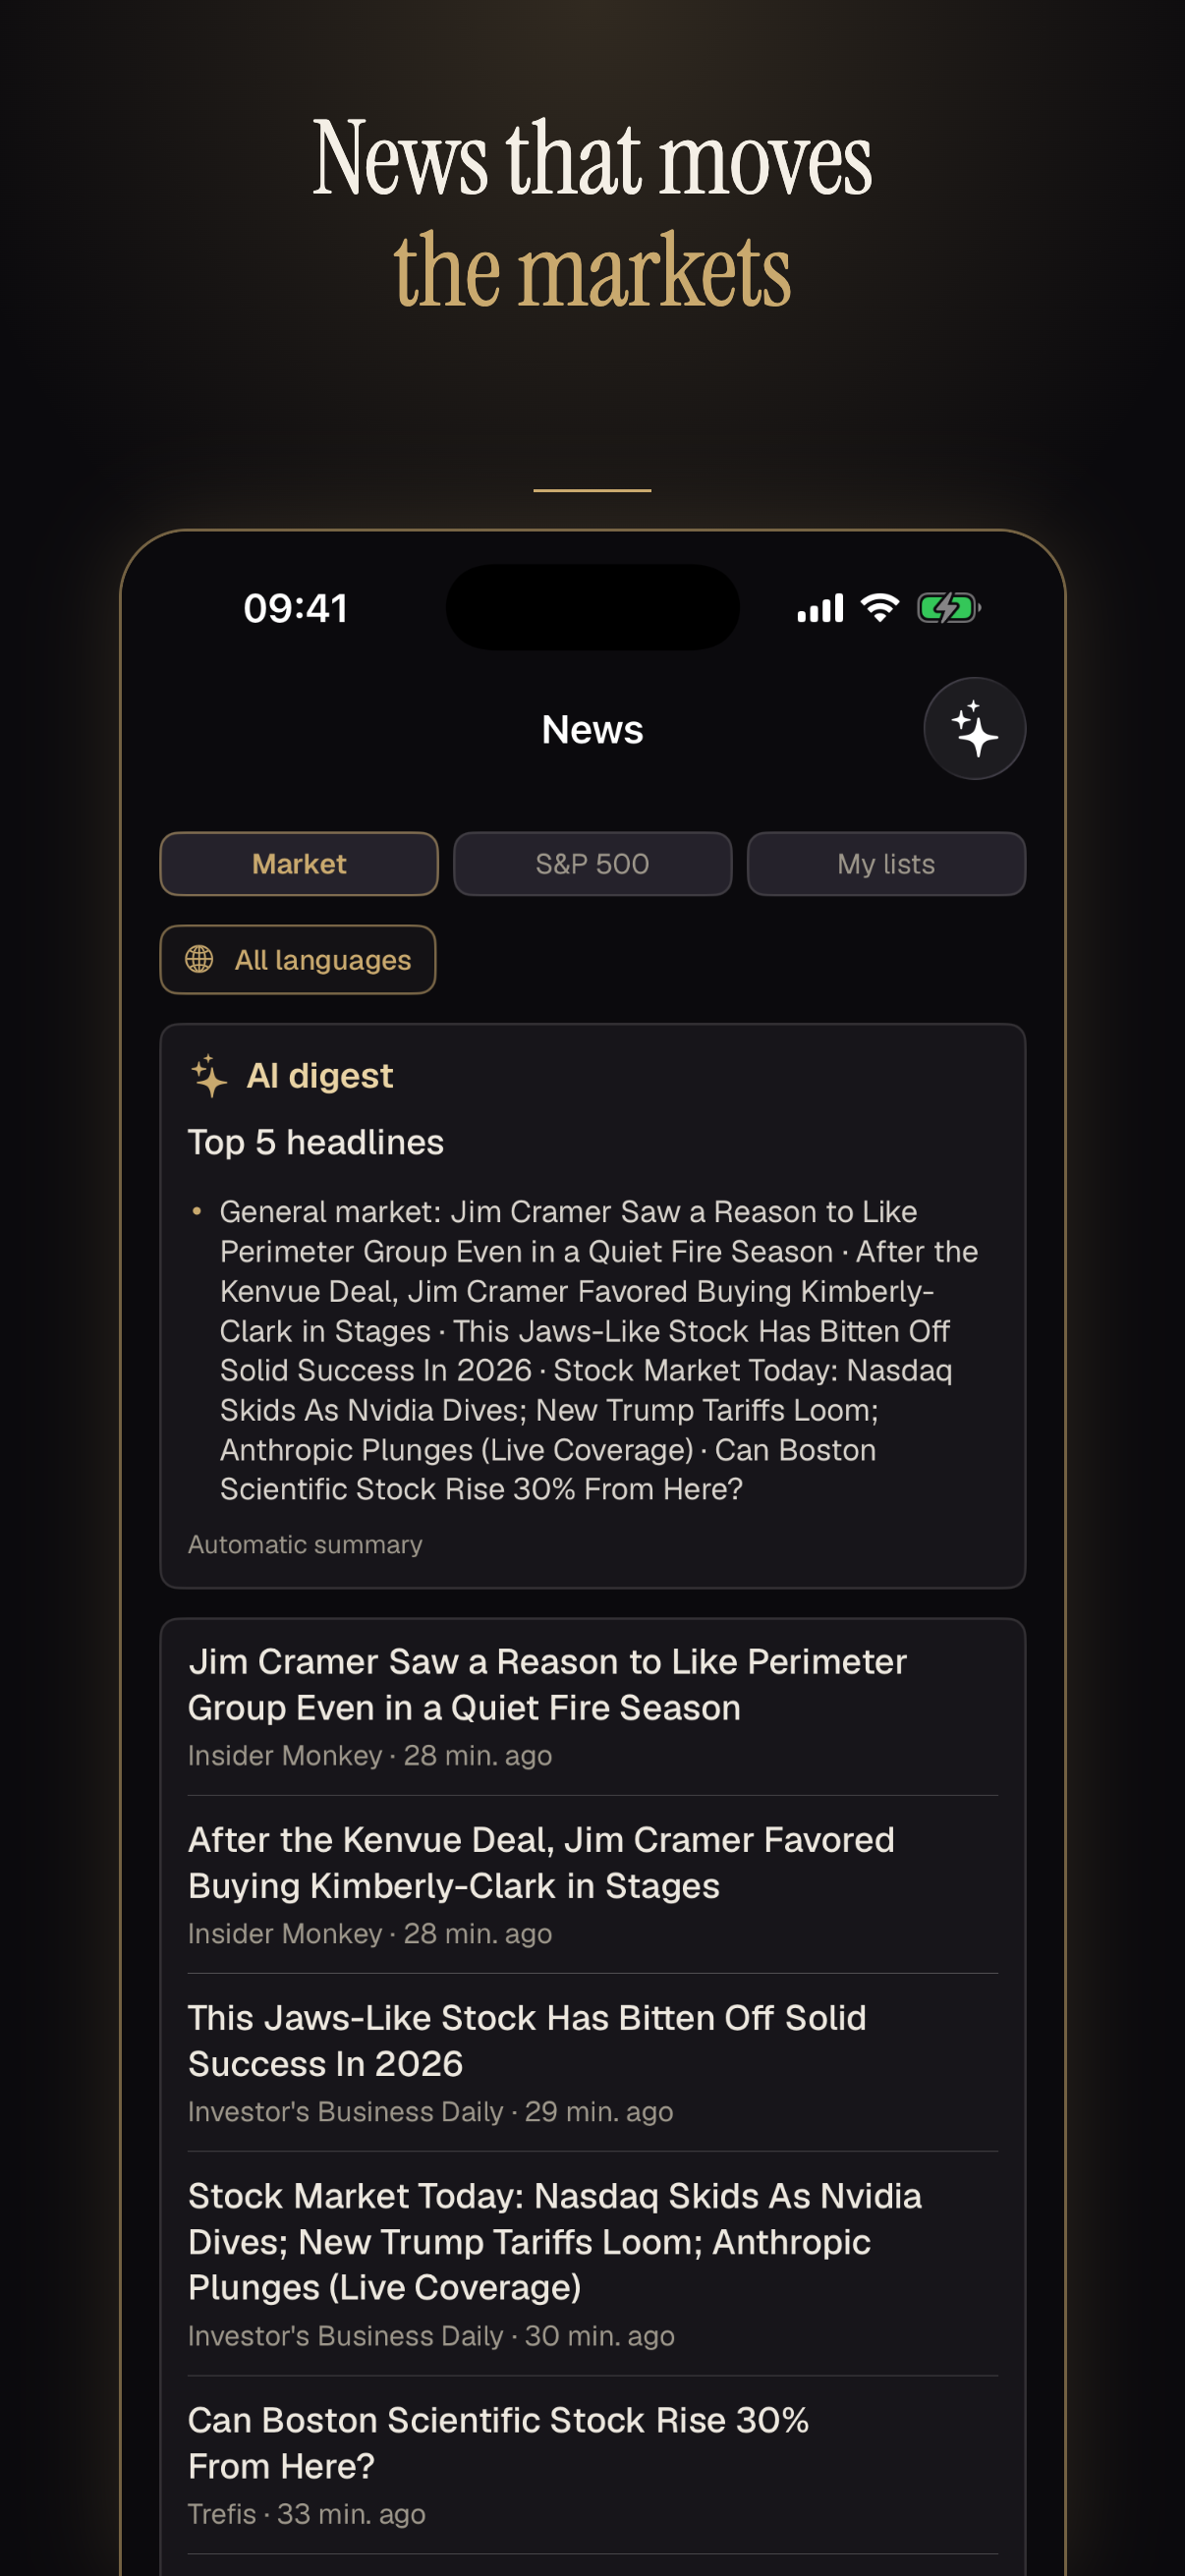 News that moves
the markets
09:41
News
Market
S&P 500
My lists
All languages
AI digest
Top 5 headlines
• General market: Jim Cramer Saw a Reason to Like
Perimeter Group Even in a Quiet Fire Season · After the
Kenvue Deal, Jim Cramer Favored Buying Kimberly-
Clark in Stages · This Jaws-Like Stock Has Bitten Off
Solid Success In 2026 · Stock Market Today: Nasdaq
Skids As Nvidia Dives; New Trump Tariffs Loom;
Anthropic Plunges (Live Coverage) · Can Boston
Scientific Stock Rise 30% From Here?
Automatic summary
Jim Cramer Saw a Reason to Like Perimeter
Group Even in a Quiet Fire Season
Insider Monkey · 28 min. ago
After the Kenvue Deal, Jim Cramer Favored
Buying Kimberly-Clark in Stages
Insider Monkey · 28 min. ago
This Jaws-Like Stock Has Bitten Off Solid
Success In 2026
Investor's Business Daily · 29 min. ago
Stock Market Today: Nasdaq Skids As Nvidia
Dives; New Trump Tariffs Loom; Anthropic
Plunges (Live Coverage)
Investor's Business Daily · 30 min. ago
Can Boston Scientific Stock Rise 30%
From Here?
Trefis · 33 min. ago